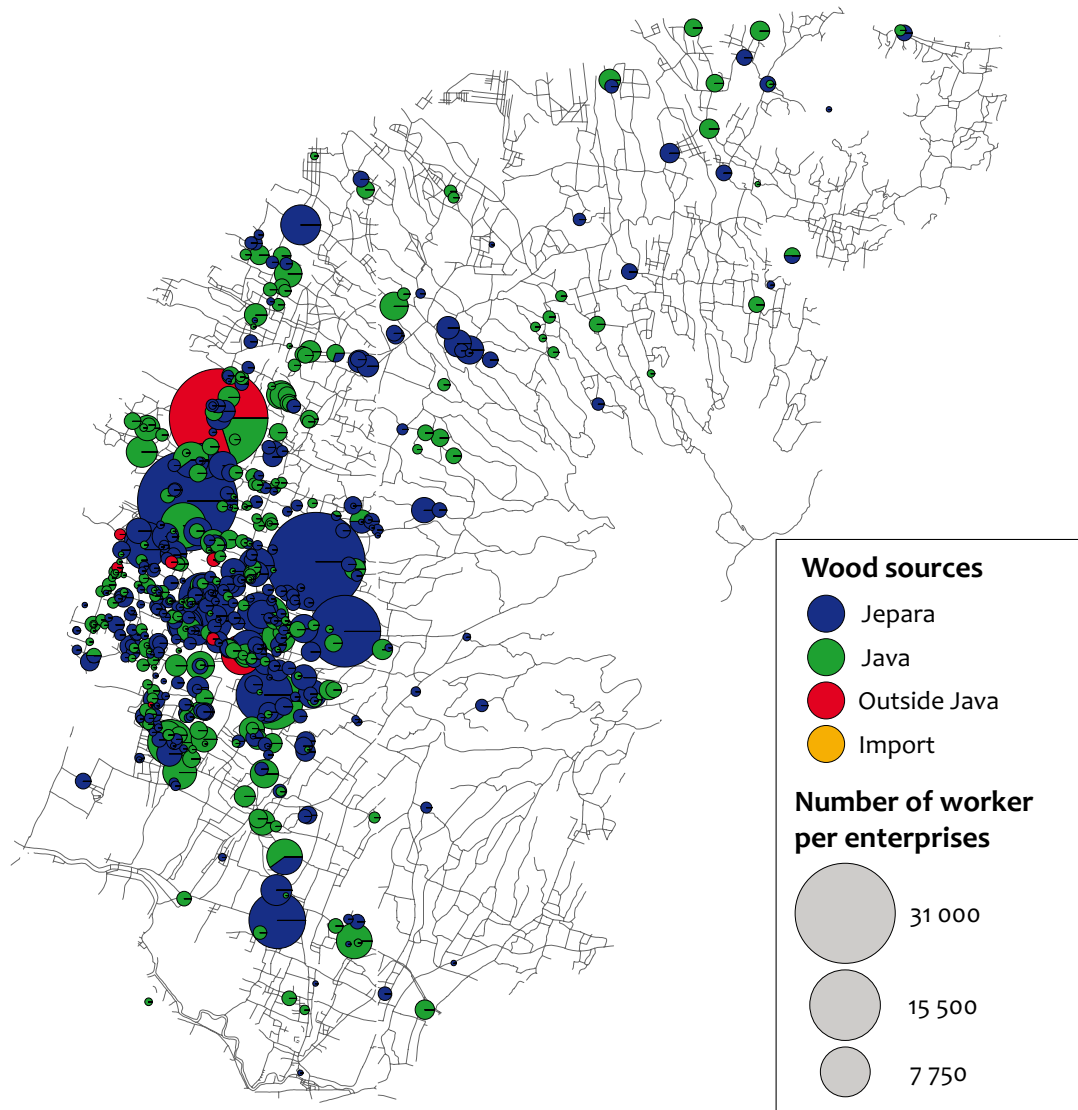 Wood sources
Jepara
Java
Outside Java
Import
Number of worker
per enterprises
31 000
15 500
7 750